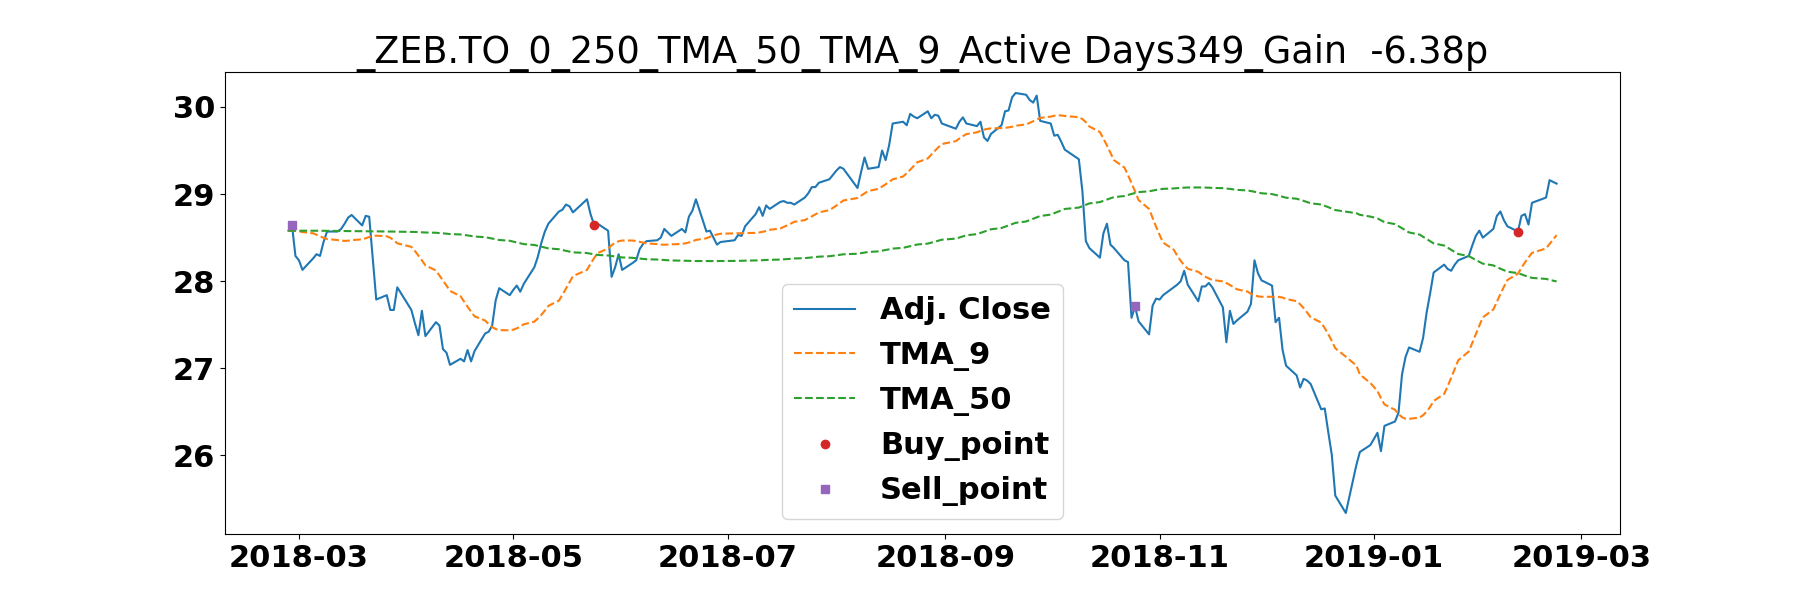 _ZEB.TO_0_250_TMA_50_TMA_9_Active Days349_Gain  -6.38p
30
29
28
27
26
Adj. Close
TMA_9
TMA_50
Buy_point
Sell_point
2018-03 2018-05 2018-07 2018-09 2018-11 2019-01 2019-03